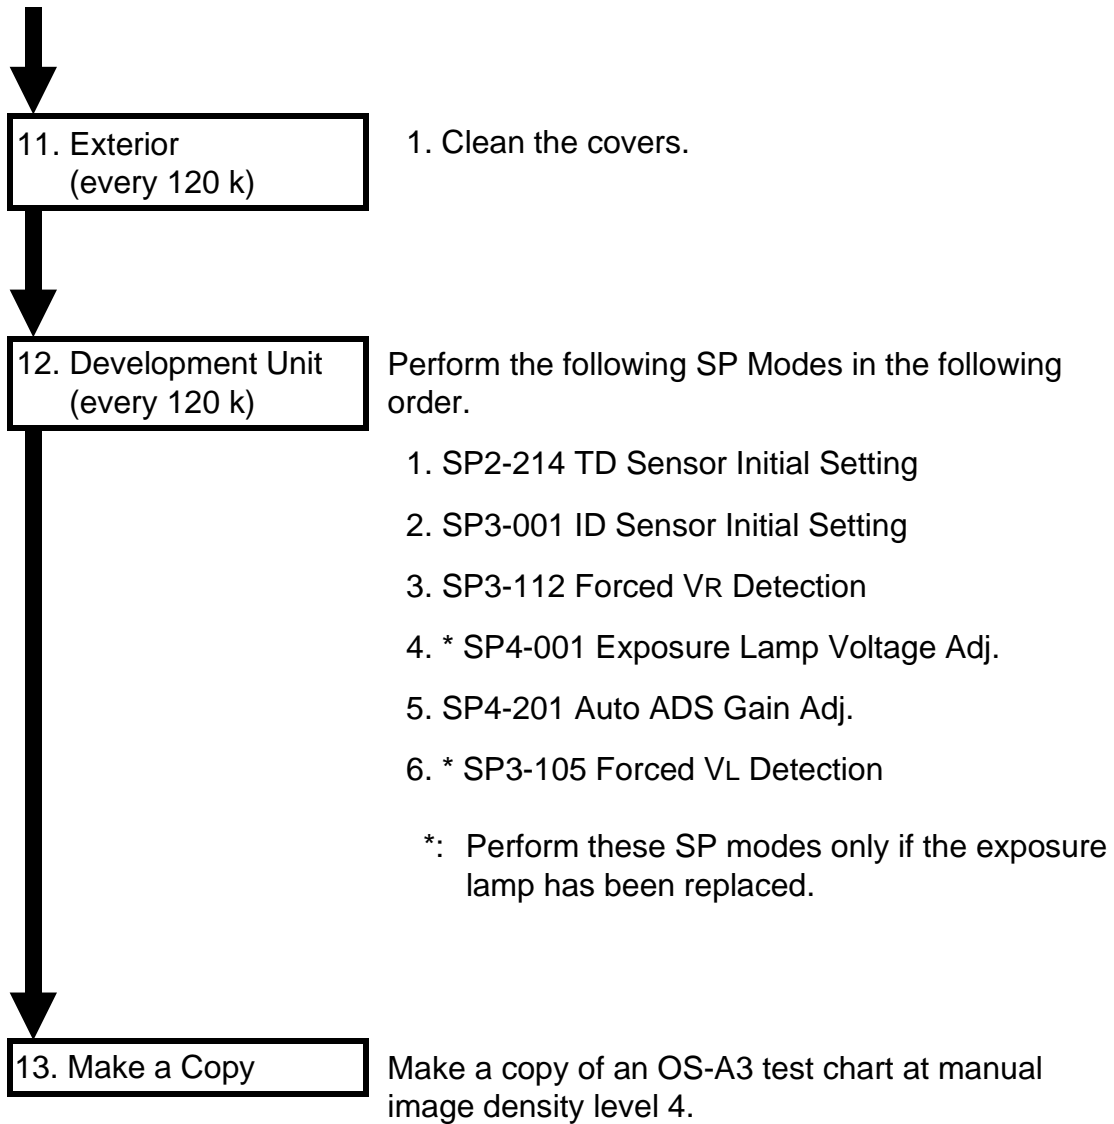 11. Exterior
(every 120 k)
1. Clean the covers.
12. Development Unit
(every 120 k)
Perform the following SP Modes in the following
order.
1. SP2-214 TD Sensor Initial Setting
2. SP3-001 ID Sensor Initial Setting
3. SP3-112 Forced VR Detection
4. * SP4-001 Exposure Lamp Voltage Adj.
5. SP4-201 Auto ADS Gain Adj.
6. * SP3-105 Forced VL Detection
*: Perform these SP modes only if the exposure
lamp has been replaced.
13. Make a Copy
Make a copy of an OS-A3 test chart at manual
image density level 4.